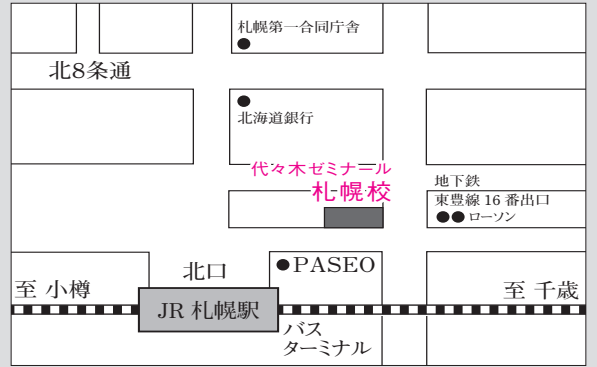 札幌第一合同庁舎
北8条通
北海道銀行
代々木ゼミナール
札幌校
地下鉄
東豊線 16 番出口
ローソン
北口
PASEO
至 小樽
至 千歳
JR 札幌駅
バス
ターミナル